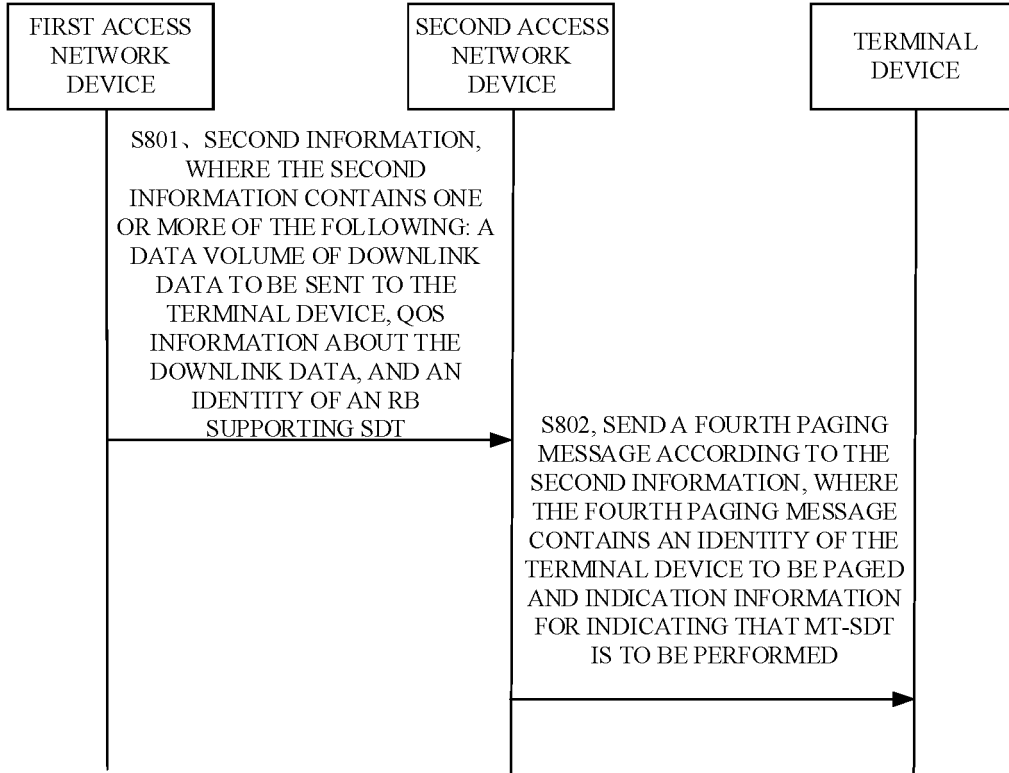 FIRST ACCESS
NETWORK
DEVICE
SECOND ACCESS
NETWORK
DEVICE
TERMINAL
DEVICE
S801、SECOND INFORMATION,
WHERE THE SECOND
INFORMATION CONTAINS ONE
OR MORE OF THE FOLLOWING: A
DATA VOLUME OF DOWNLINK
DATA TO BE SENT TO THE
TERMINAL DEVICE, QOS
INFORMATION ABOUT THE
DOWNLINK DATA, AND AN
IDENTITY OF AN RB
SUPPORTING SDT
S802, SEND A FOURTH PAGING
MESSAGE ACCORDING TO THE
SECOND INFORMATION, WHERE
THE FOURTH PAGING MESSAGE
CONTAINS AN IDENTITY OF THE
TERMINAL DEVICE TO BE PAGED
AND INDICATION INFORMATION
FOR INDICATING THAT MT-SDT
IS TO BE PERFORMED